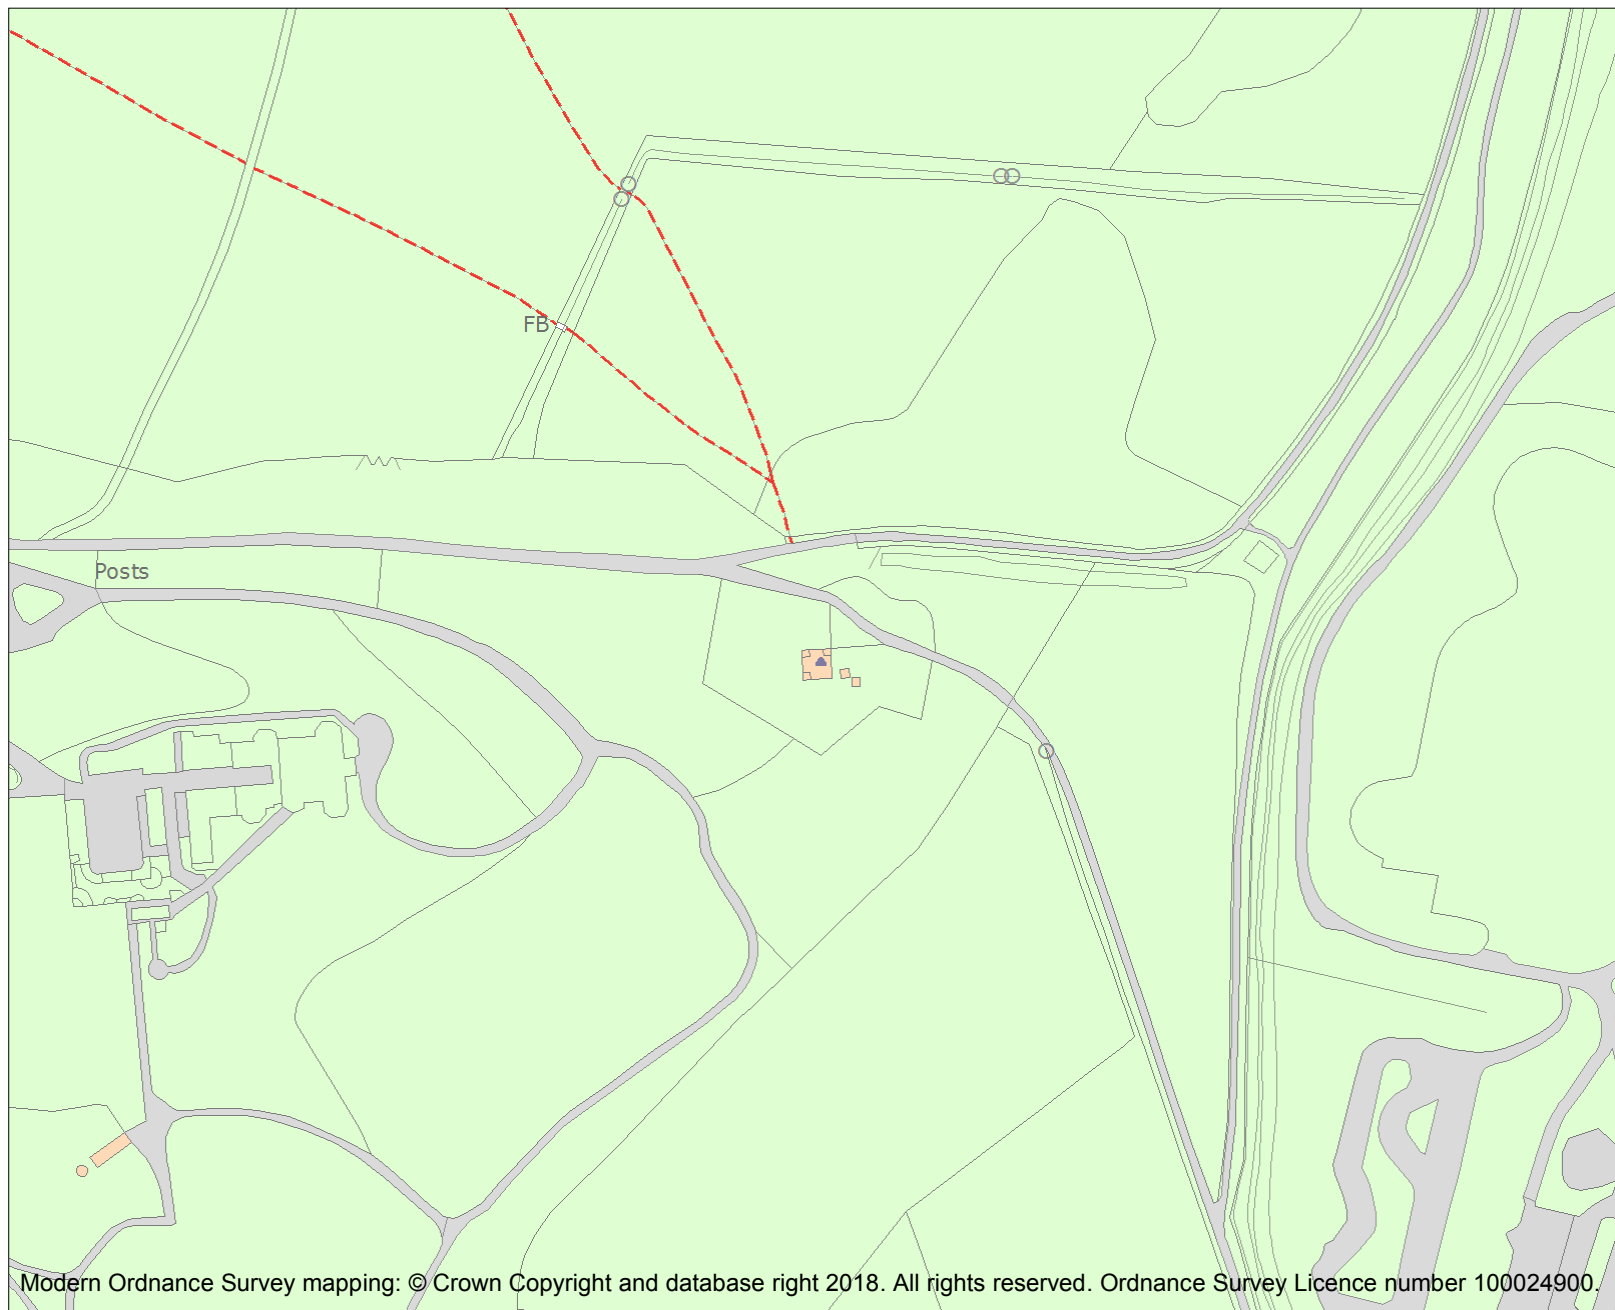 FB
Posts
Modern Ordnance Survey mapping: © Crown Copyright and database right 2018. All rights reserved. Ordnance Survey Licence number 100024900.